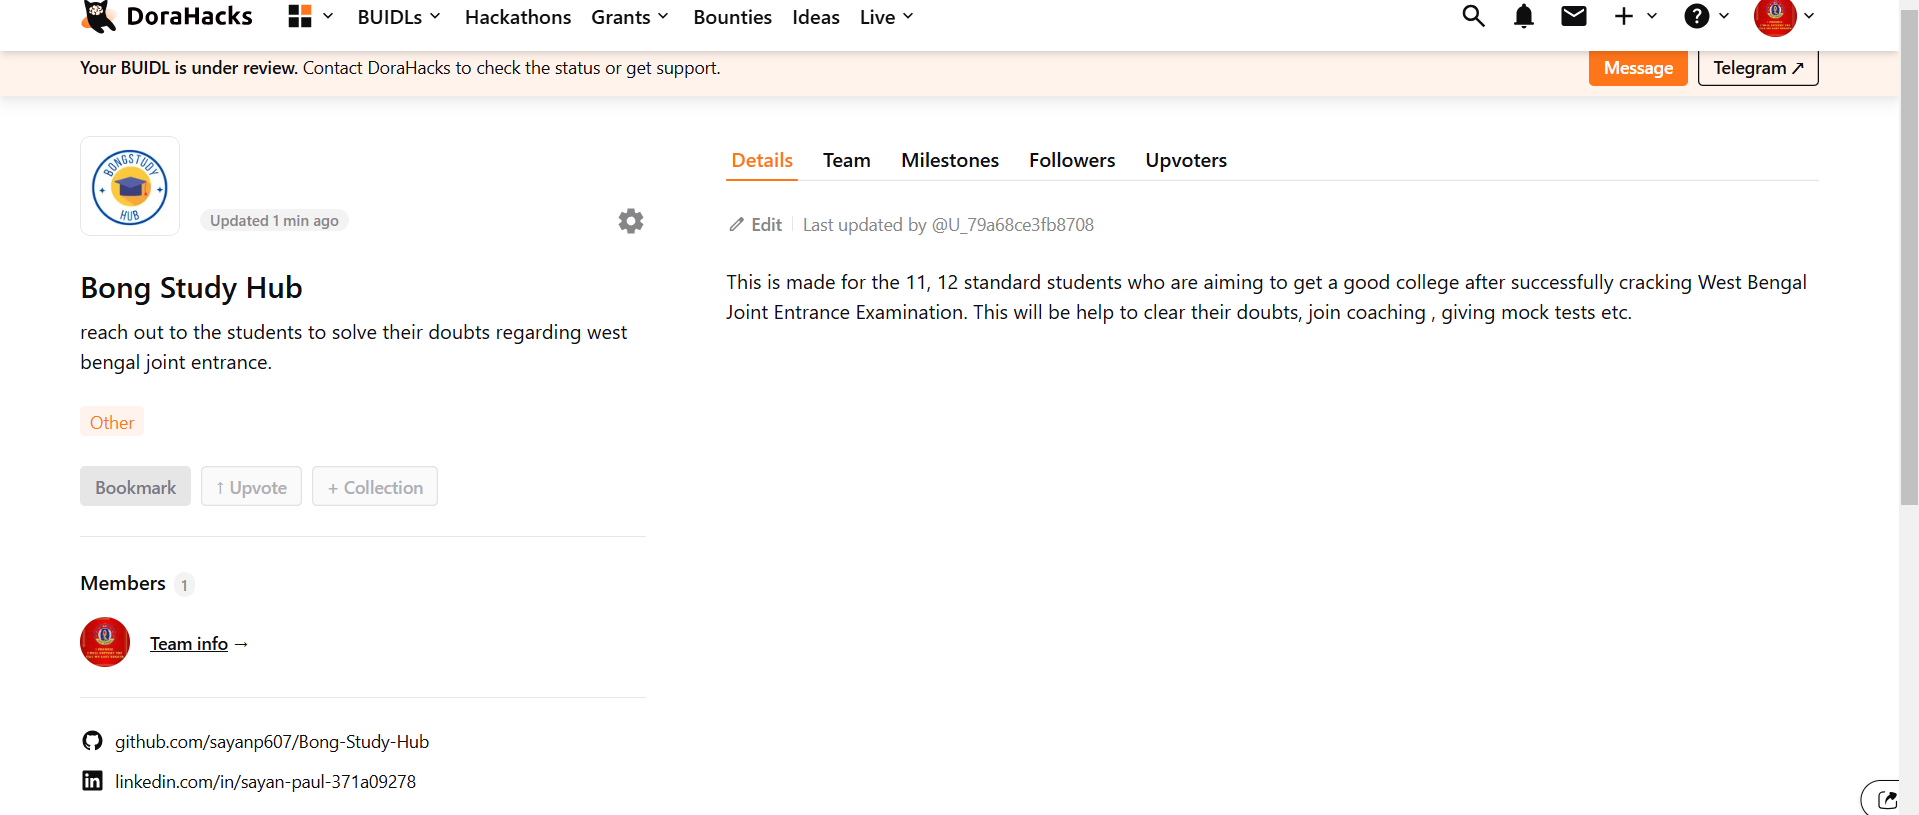 DoraHacks
BUIDLs
Hackathons
Grants
Bounties
Ideas
Live
Your BUIDL is under review. Contact DoraHacks to check the status or get support.
Message
Telegram ↗
BONGSTUDY
HUB
Updated 1 min ago
Bong Study Hub
reach out to the students to solve their doubts regarding west
bengal joint entrance.
Other
Bookmark
↑ Upvote
+ Collection
Members 1
Team info →
github.com/sayanp607/Bong-Study-Hub
linkedin.com/in/sayan-paul-371a09278
Details
Team
Milestones
Followers
Upvoters
Edit
Last updated by @U_79a68ce3fb8708
This is made for the 11, 12 standard students who are aiming to get a good college after successfully cracking West Bengal
Joint Entrance Examination. This will be help to clear their doubts, join coaching , giving mock tests etc.